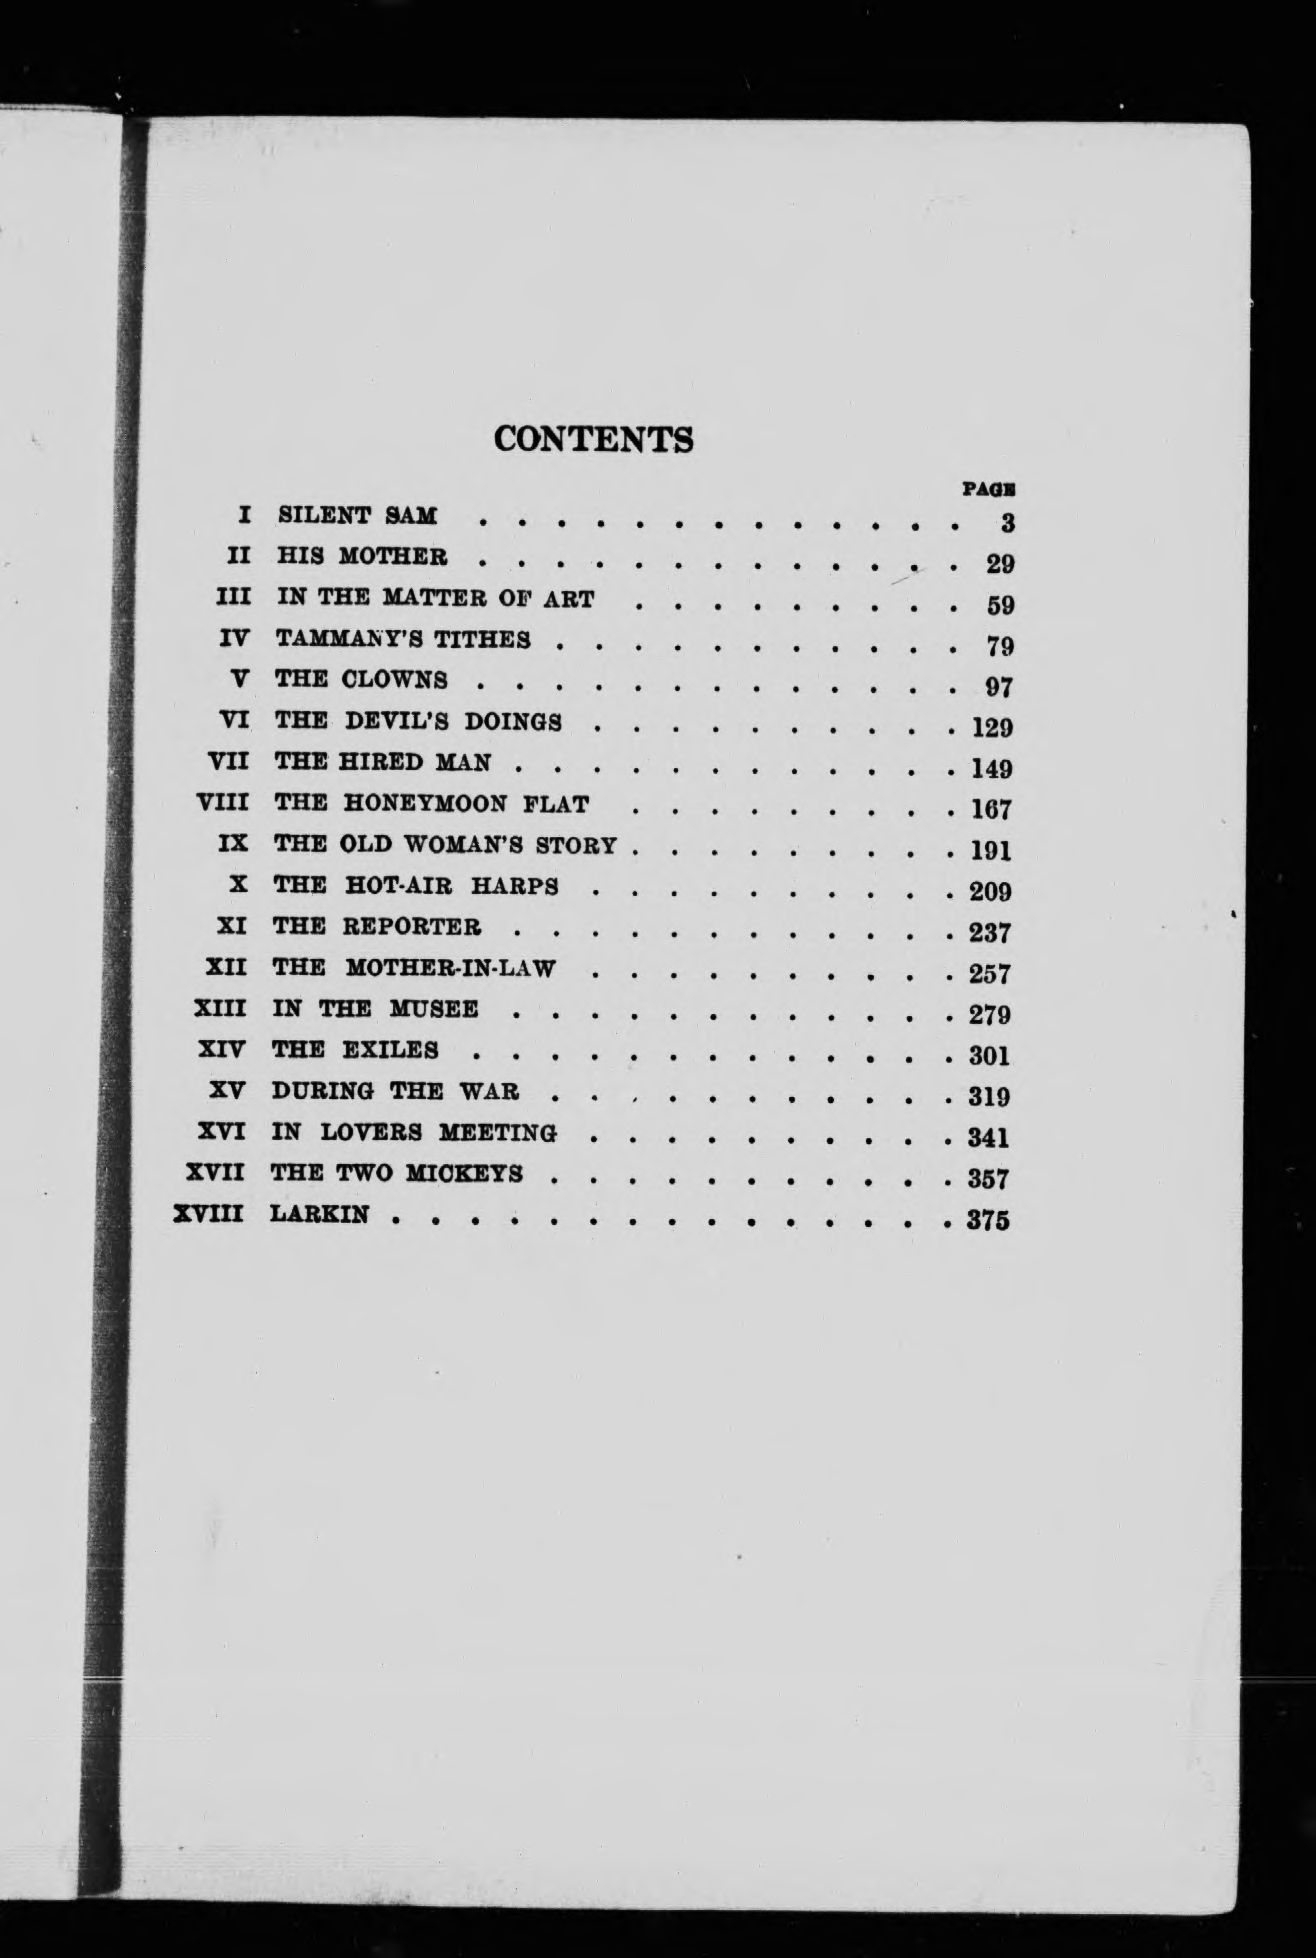 CONTENTS
PAGE
I SILENT SAM . . . . . . . . . . . . . 3
II HIS MOTHER . . . . . . . . . . . . . 29
III IN THE MATTER OF ART . . . . . . . . . 59
IV TAMMANY'S TITHES . . . . . . . . . . . 79
V THE CLOWNS . . . . . . . . . . . . . 97
VI THE DEVIL'S DOINGS . . . . . . . . . . 129
VII THE HIRED MAN . . . . . . . . . . . . 149
VIII THE HONEYMOON FLAT . . . . . . . . . 167
IX THE OLD WOMAN'S STORY . . . . . . . . . 191
X THE HOT-AIR HARPS . . . . . . . . . . 209
XI THE REPORTER . . . . . . . . . . . . 237
XII THE MOTHER-IN-LAW . . . . . . . . . . 257
XIII IN THE MUSEE . . . . . . . . . . . . 279
XIV THE EXILES . . . . . . . . . . . . . 301
XV DURING THE WAR . . . . . . . . . . . 319
XVI IN LOVERS MEETING . . . . . . . . . . 341
XVII THE TWO MICKEYS . . . . . . . . . . . 357
XVIII LARKIN . . . . . . . . . . . . . . . 375